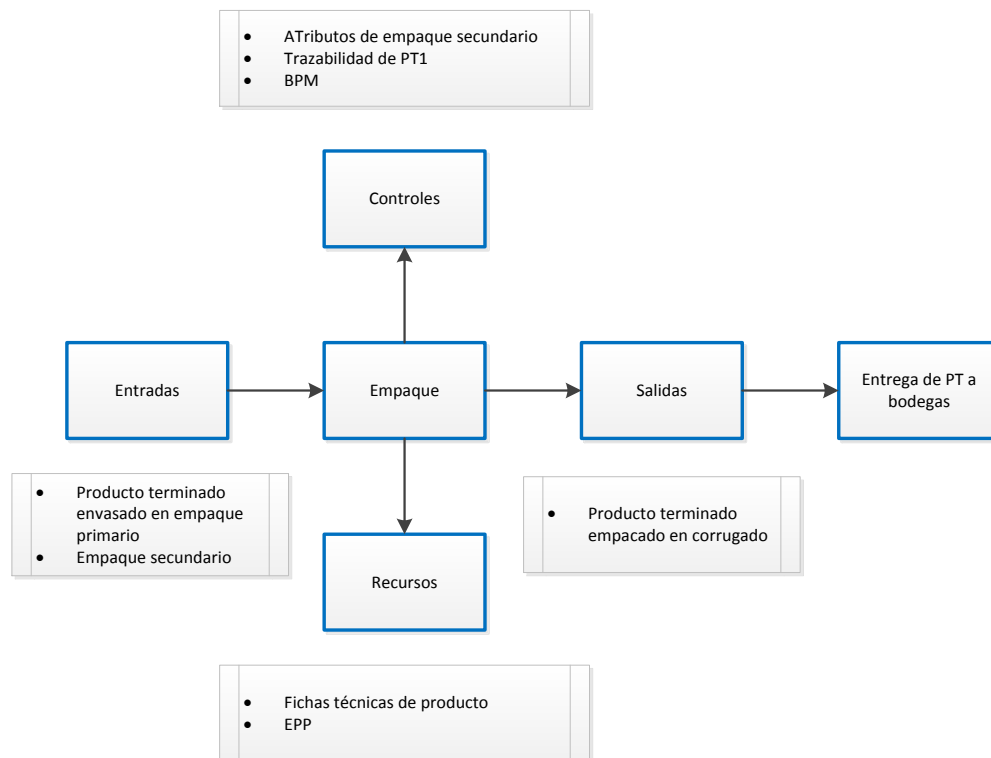 • ATributos de empaque secundario
• Trazabilidad de PT1
• BPM
Controles
Entradas
Empaque
Salidas
Entrega de PT a
bodegas
• Producto terminado
envasado en empaque
primario
• Empaque secundario
• Producto terminado
empacado en corrugado
Recursos
• Fichas técnicas de producto
• EPP